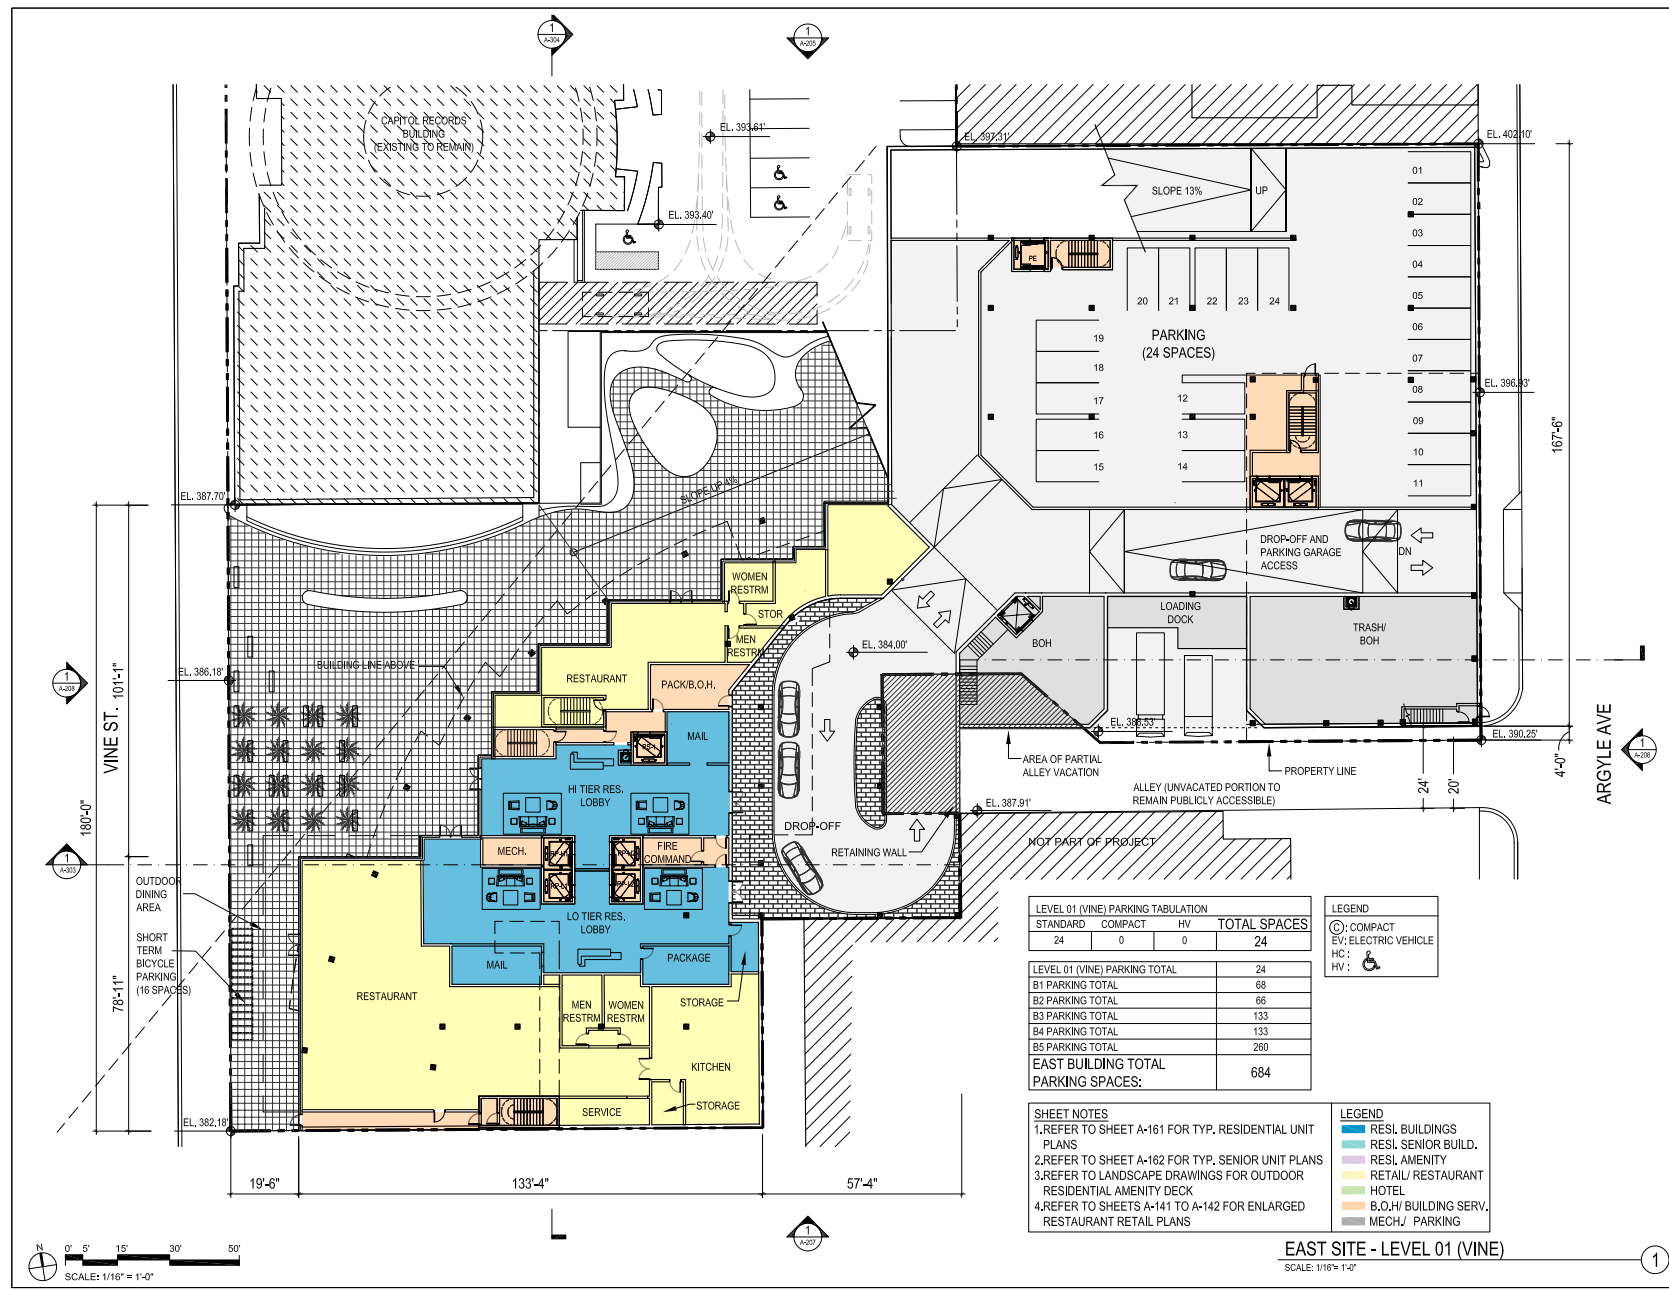 1
A-304
1
A-205
CAPITOL RECORDS
BUILDING
(EXISTING TO REMAIN)
EL. 393.61'
EL. 397.31'
EL. 402.10'
EL. 393.40'
SLOPE 13%
UP
01
02
03
04
05
06
07
08
09
10
11
PE
20
21
22
23
24
PARKING
(24 SPACES)
19
18
17
16
15
12
13
14
EL. 396.93'
167'-6"
EL. 387.70'
SLOPE UP 4%
DROP-OFF AND
PARKING GARAGE
ACCESS
DN
WOMEN
RESTRM
STOR
MEN
RESTRM
LOADING
DOCK
TRASH/
BOH
BOH
EL. 384.00'
1
A-208
EL. 386.18'
BUILDING LINE ABOVE
RESTAURANT
PACK/B.O.H.
MAIL
VINE ST.
101'-1"
180'-0"
HI TIER RES.
LOBBY
MECH.
FIRE
COMMAND
DROP-OFF
RETAINING WALL
EL. 390.25'
AREA OF PARTIAL
ALLEY VACATION
PROPERTY LINE
ALLEY (UNVACATED PORTION TO
REMAIN PUBLICLY ACCESSIBLE)
EL. 387.91'
24'
20'
4'-0"
ARGYLE AVE
1
A-206
NOT PART OF PROJECT
1
A-303
OUTDOOR
DINING
AREA
SHORT
TERM
BICYCLE
PARKING
(16 SPACES)
78'-11"
LO TIER RES.
LOBBY
MAIL
PACKAGE
RESTAURANT
MEN
RESTRM
WOMEN
RESTRM
STORAGE
KITCHEN
SERVICE
STORAGE
EL. 382.18'
19'-6"
133'-4"
57'-4"
1
A-207
LEVEL 01 (VINE) PARKING TABULATION
STANDARD COMPACT HV TOTAL SPACES
24 0 0 24
LEVEL 01 (VINE) PARKING TOTAL 24
B1 PARKING TOTAL 68
B2 PARKING TOTAL 66
B3 PARKING TOTAL 133
B4 PARKING TOTAL 133
B5 PARKING TOTAL 260
EAST BUILDING TOTAL
PARKING SPACES: 684
LEGEND
C : COMPACT
EV: ELECTRIC VEHICLE
HC :
HV :
SHEET NOTES
1. REFER TO SHEET A-161 FOR TYP. RESIDENTIAL UNIT
PLANS
2. REFER TO SHEET A-162 FOR TYP. SENIOR UNIT PLANS
3. REFER TO LANDSCAPE DRAWINGS FOR OUTDOOR
RESIDENTIAL AMENITY DECK
4. REFER TO SHEETS A-141 TO A-142 FOR ENLARGED
RESTAURANT RETAIL PLANS
LEGEND
RESI. BUILDINGS
RESI. SENIOR BUILD.
RESI. AMENITY
RETAIL/ RESTAURANT
HOTEL
B.O.H/ BUILDING SERV.
MECH./ PARKING
N
0' 5' 15' 30' 50'
SCALE: 1/16" = 1'-0"
EAST SITE - LEVEL 01 (VINE)
SCALE: 1/16"= 1'-0"
1